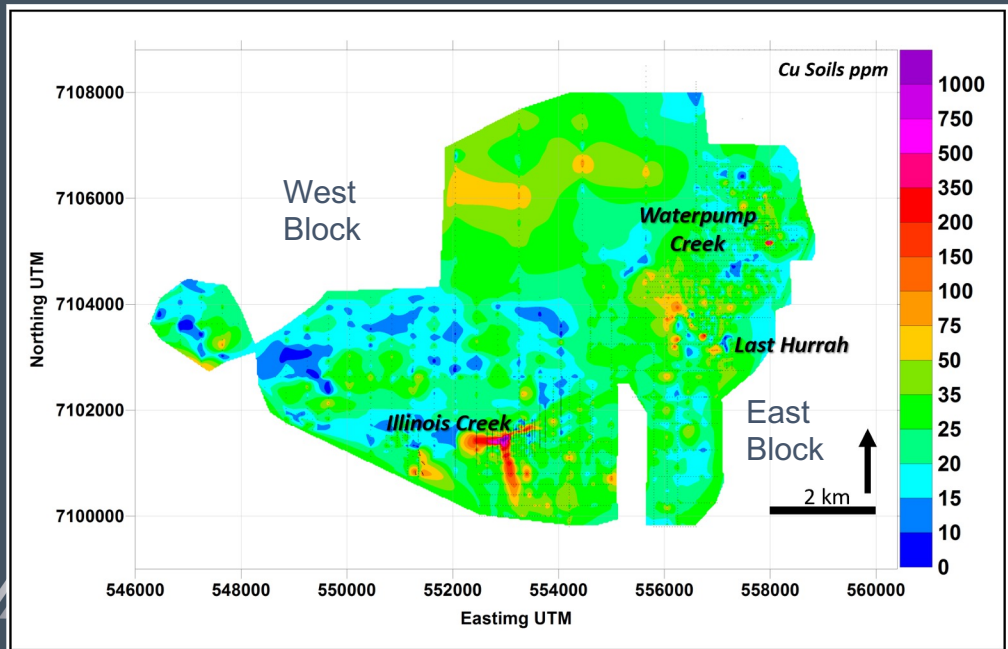 Cu Soils ppm
7108000
7106000
7104000
7102000
7100000
Northing UTM
West
Block
Waterpump
Creek
Last Hurrah
Illinois Creek
East
Block
2 km
546000
548000
550000
552000
554000
556000
558000
560000
Eastimg UTM
1000
750
500
350
200
150
100
75
50
35
25
20
15
10
0